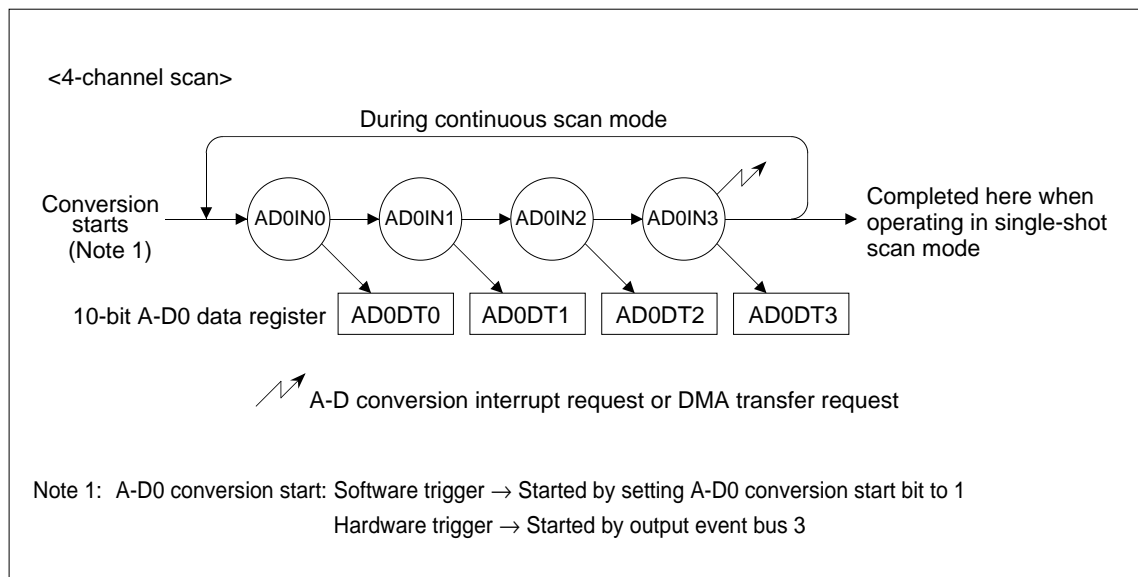 <4-channel scan>
During continuous scan mode
Conversion
starts
(Note 1)
AD0IN0
AD0IN1
AD0IN2
AD0IN3
Completed here when
operating in single-shot
scan mode
10-bit A-D0 data register
AD0DT0
AD0DT1
AD0DT2
AD0DT3
A-D conversion interrupt request or DMA transfer request
Note 1: A-D0 conversion start: Software trigger → Started by setting A-D0 conversion start bit to 1
Hardware trigger → Started by output event bus 3